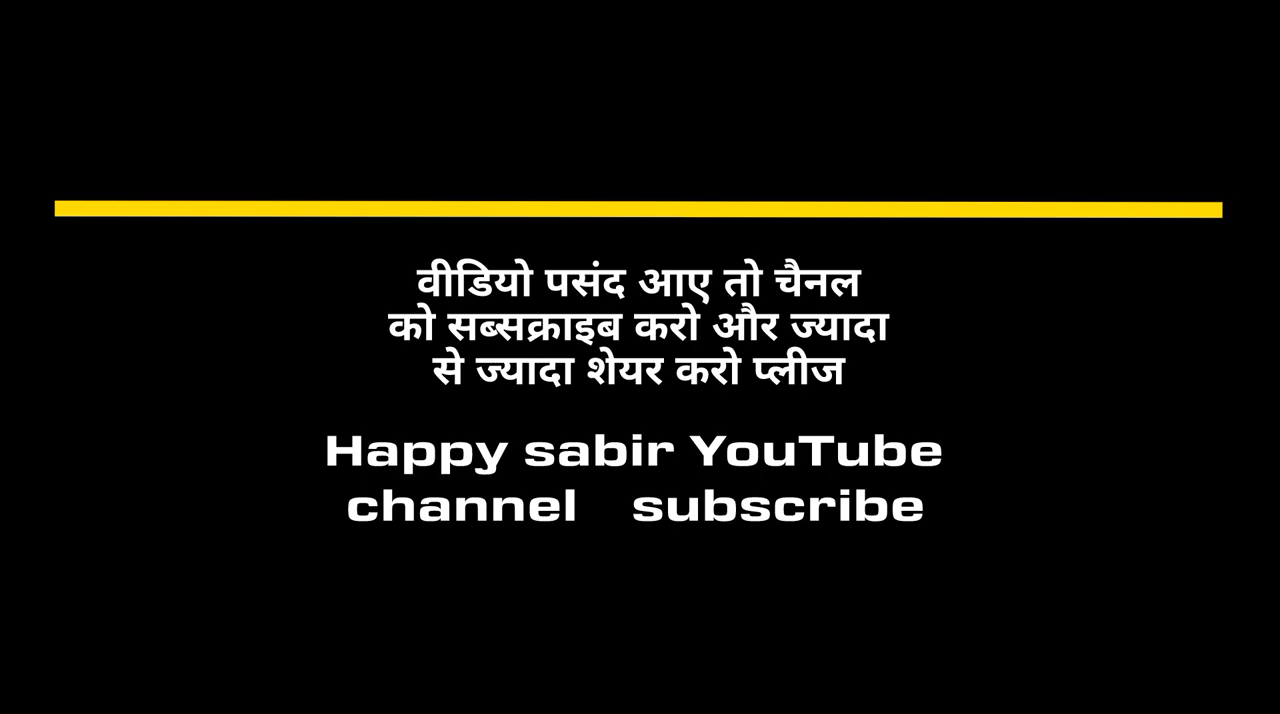 वीडियो पसंद आए तो चैनल
को सब्सक्राइब करो और ज्यादा
से ज्यादा शेयर करो प्लीज
Happy sabir YouTube
channel subscribe